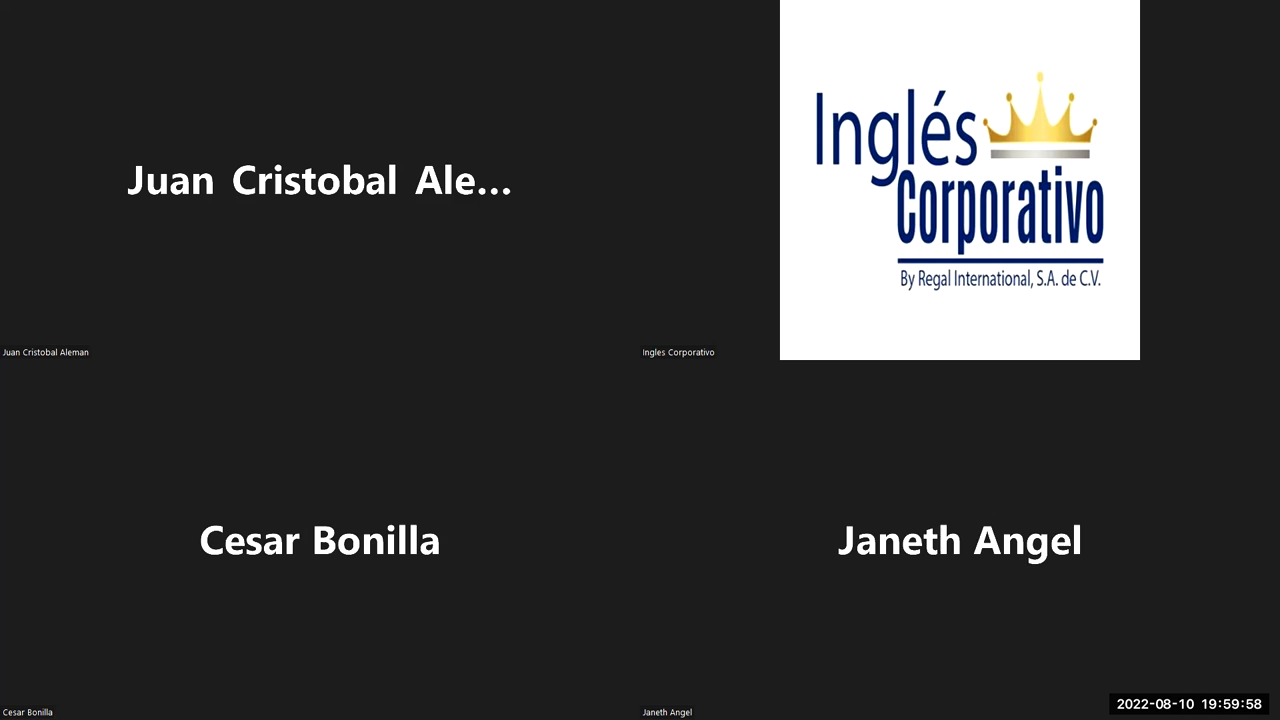 Juan Cristobal Ale...
Juan Cristobal Aleman
Inglés
Corporativo
By Regal International, S.A. de C.V.
Ingles Corporativo
Cesar Bonilla
Cesar Bonilla
Janeth Angel
Janeth Angel
2022-08-10 19:59:58